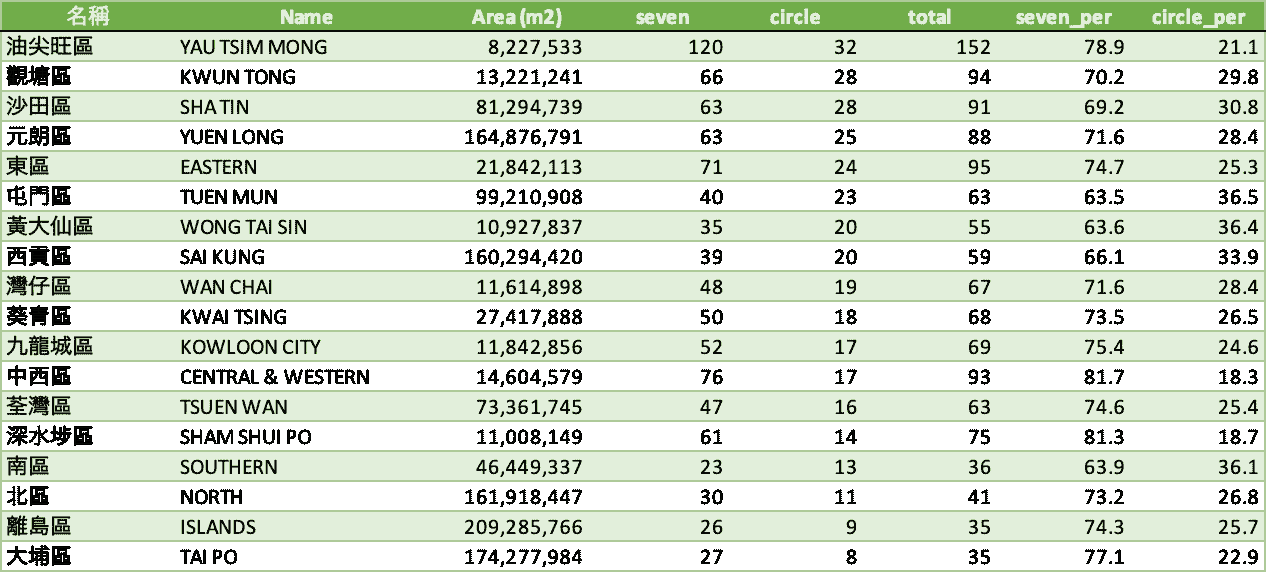 名稱 Name Area (m2) seven circle total seven_per circle_per
油尖旺區 YAU TSIM MONG 8,227,533 120 32 152 78.9 21.1
觀塘區 KWUN TONG 13,221,241 66 28 94 70.2 29.8
沙田區 SHA TIN 81,294,739 63 28 91 69.2 30.8
元朗區 YUEN LONG 164,876,791 63 25 88 71.6 28.4
東區 EASTERN 21,842,113 71 24 95 74.7 25.3
屯門區 TUEN MUN 99,210,908 40 23 63 63.5 36.5
黃大仙區 WONG TAI SIN 10,927,837 35 20 55 63.6 36.4
西貢區 SAI KUNG 160,294,420 39 20 59 66.1 33.9
灣仔區 WAN CHAI 11,614,898 48 19 67 71.6 28.4
葵青區 KWAI TSING 27,417,888 50 18 68 73.5 26.5
九龍城區 KOWLOON CITY 11,842,856 52 17 69 75.4 24.6
中西區 CENTRAL & WESTERN 14,604,579 76 17 93 81.7 18.3
荃灣區 TSUEN WAN 73,361,745 47 16 63 74.6 25.4
深水埗區 SHAM SHUI PO 11,008,149 61 14 75 81.3 18.7
南區 SOUTHERN 46,449,337 23 13 36 63.9 36.1
北區 NORTH 161,918,447 30 11 41 73.2 26.8
離島區 ISLANDS 209,285,766 26 9 35 74.3 25.7
大埔區 TAI PO 174,277,984 27 8 35 77.1 22.9